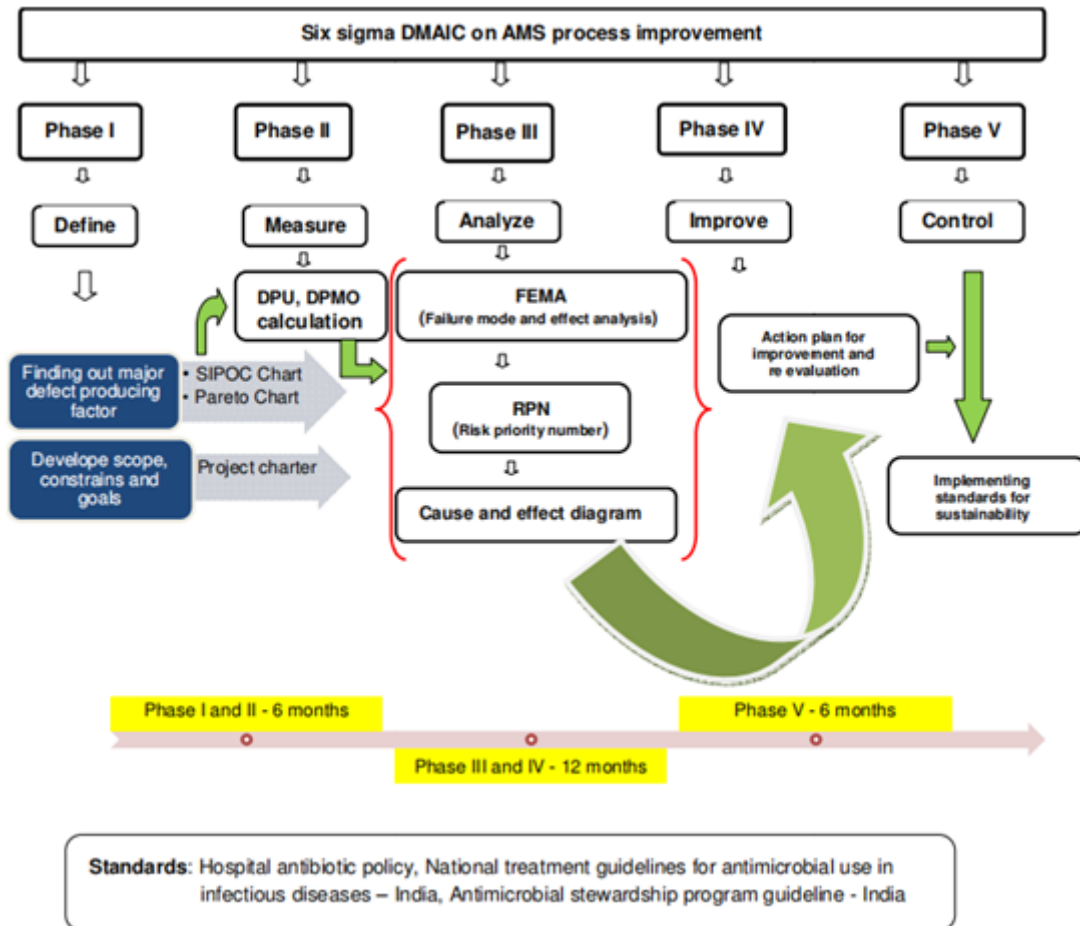 Six sigma DMAIC on AMS process improvement
Phase I
Phase II
Phase III
Phase IV
Phase V
Define
Measure
Analyze
Improve
Control
DPU, DPMO
calculation
FEMA
(Failure mode and effect analysis)
Action plan for
improvement and
re evaluation
Finding out major
defect producing
factor
• SIPOC Chart
• Pareto Chart
RPN
(Risk priority number)
Develope scope,
constrains and
goals
Project charter
Cause and effect diagram
Implementing
standards for
sustainability
Phase I and II - 6 months
Phase V - 6 months
Phase III and IV - 12 months
Standards: Hospital antibiotic policy, National treatment guidelines for antimicrobial use in
infectious diseases – India, Antimicrobial stewardship program guideline - India